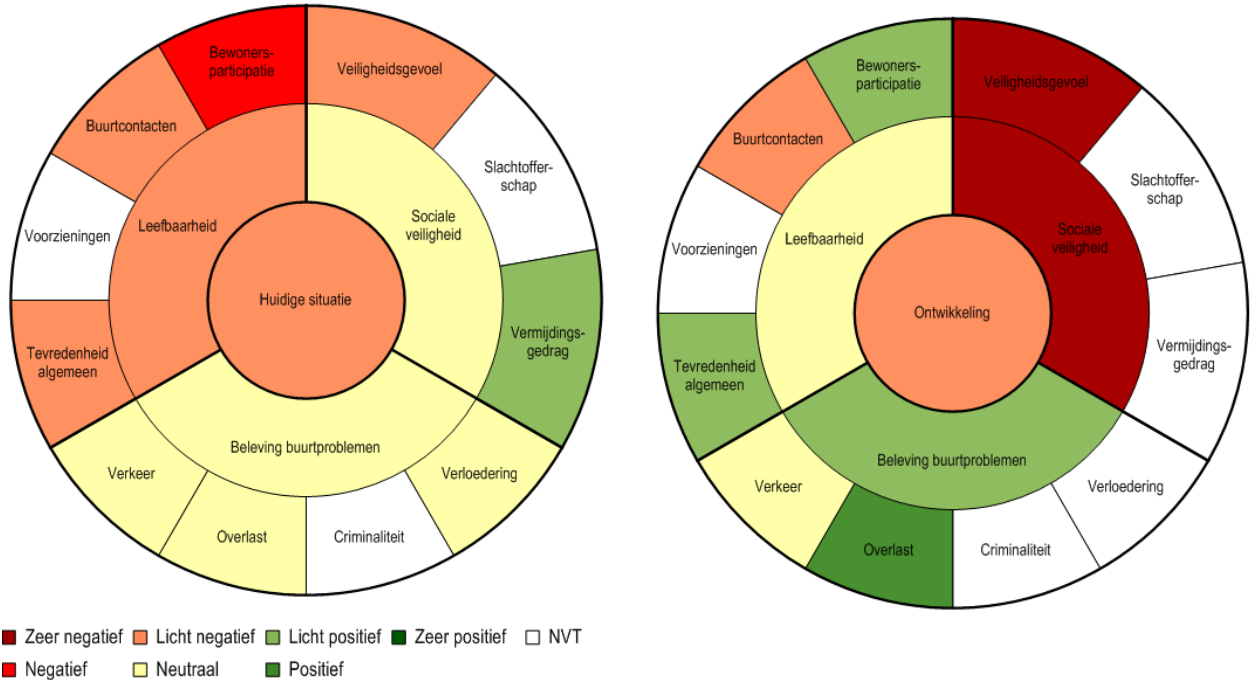 Bewoners-
participatie
Veiligheidsgevoel
Buurtcontacten
Slachtoffer-
schap
Voorzieningen
Leefbaarheid
Sociale
veiligheid
Huidige situatie
Tevredenheid
algemeen
Vermijdings-
gedrag
Beleving buurtproblemen
Verkeer
Verloedering
Overlast
Criminaliteit
Bewoners-
participatie
Veiligheidsgevoel
Buurtcontacten
Slachtoffer-
schap
Voorzieningen
Leefbaarheid
Sociale
veiligheid
Ontwikkeling
Tevredenheid
algemeen
Vermijdings-
gedrag
Beleving buurtproblemen
Verkeer
Verloedering
Overlast
Criminaliteit
Zeer negatief Licht negatief Licht positief Zeer positief NVT
Negatief Neutraal Positief